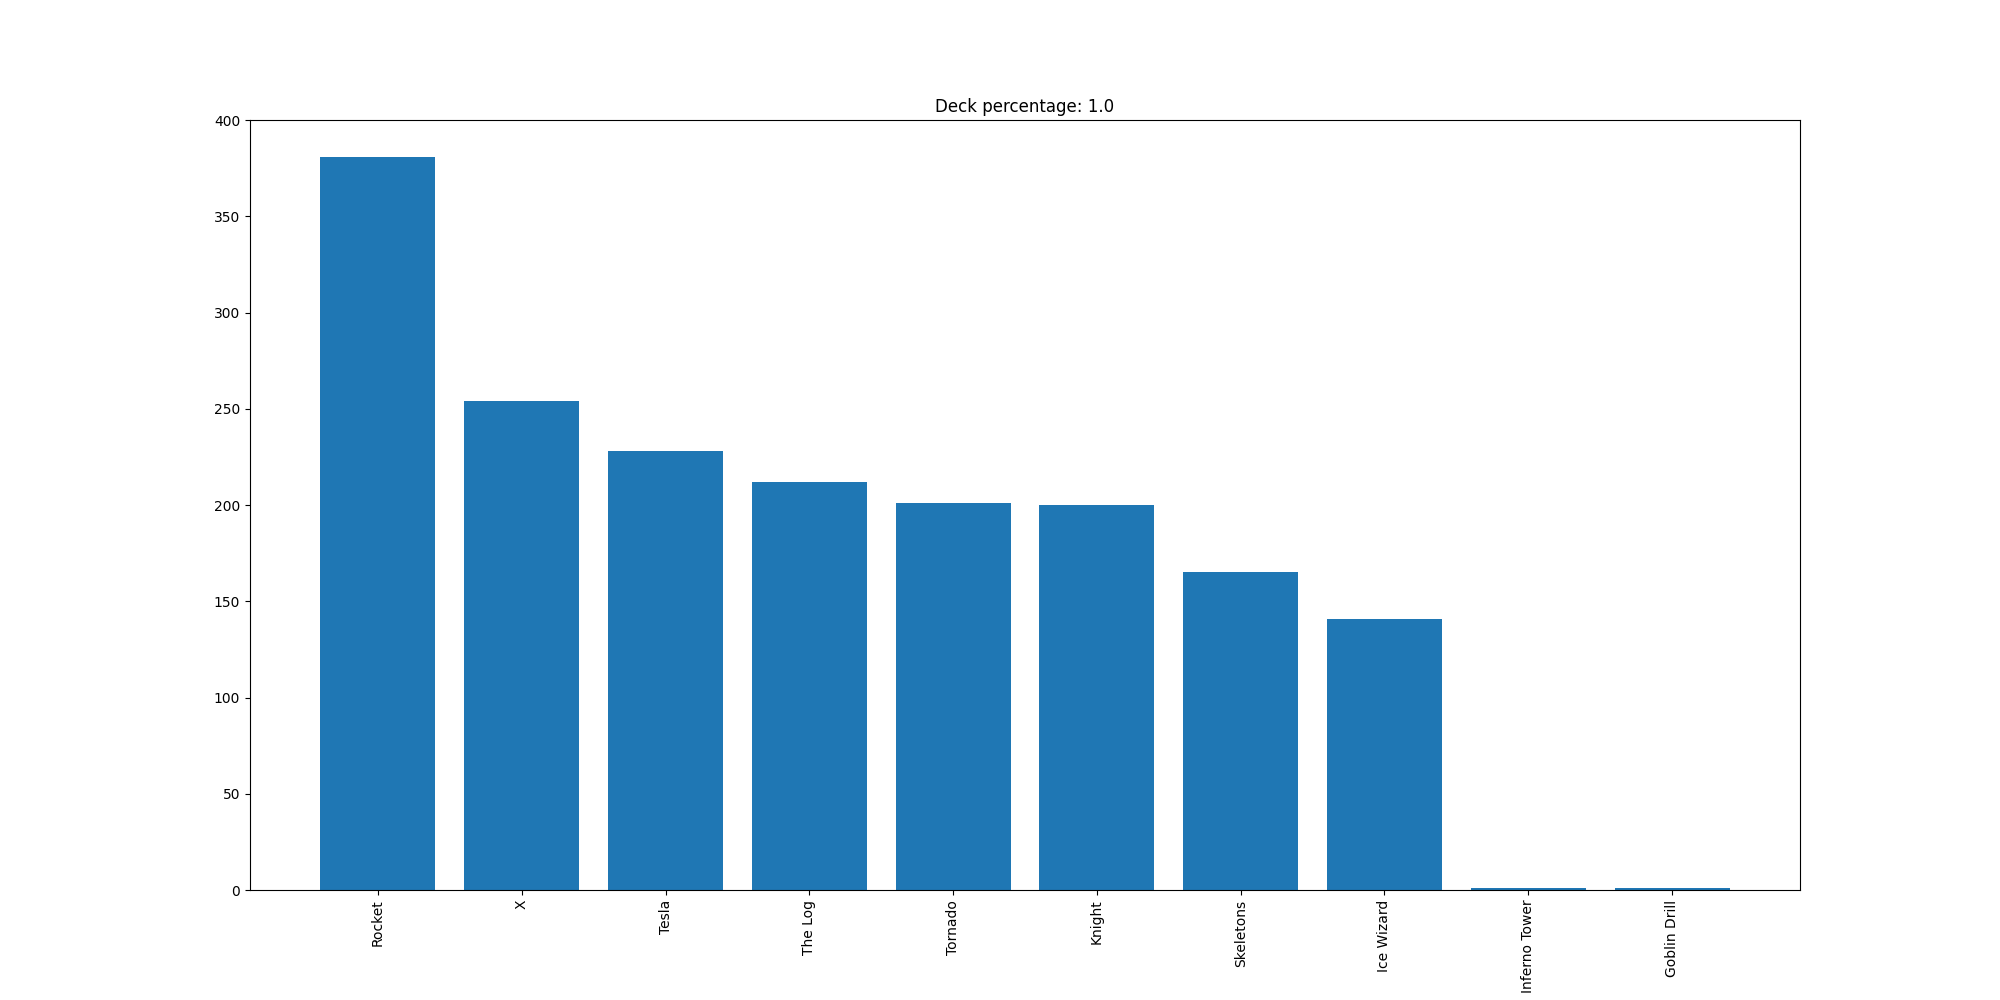 Deck percentage: 1.0
400
350
300
250
200
150
100
50
0
Rocket
X
Tesla
The Log
Tornado
Knight
Skeletons
Ice Wizard
Inferno Tower
Goblin Drill